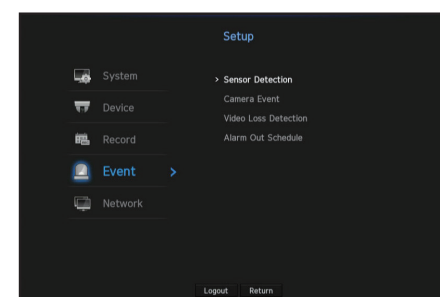 Setup
System
Device
Record
Event >
Network
> Sensor Detection
Camera Event
Video Loss Detection
Alarm Out Schedule
Logout Return